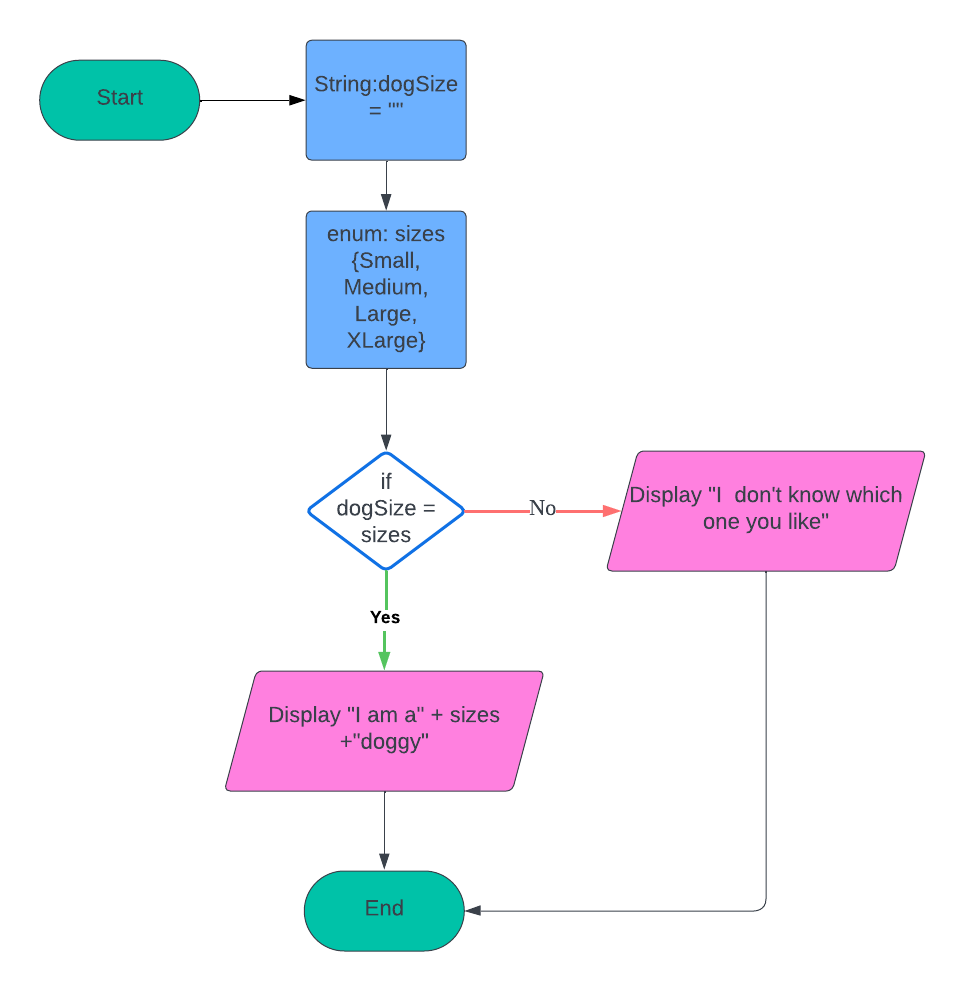 Start
String:dogSize
= ""
enum: sizes
{Small,
Medium,
Large,
XLarge}
if
dogSize =
sizes
No
Display "I  don't know which
one you like"
Yes
Display "I am a" + sizes
+"doggy"
End